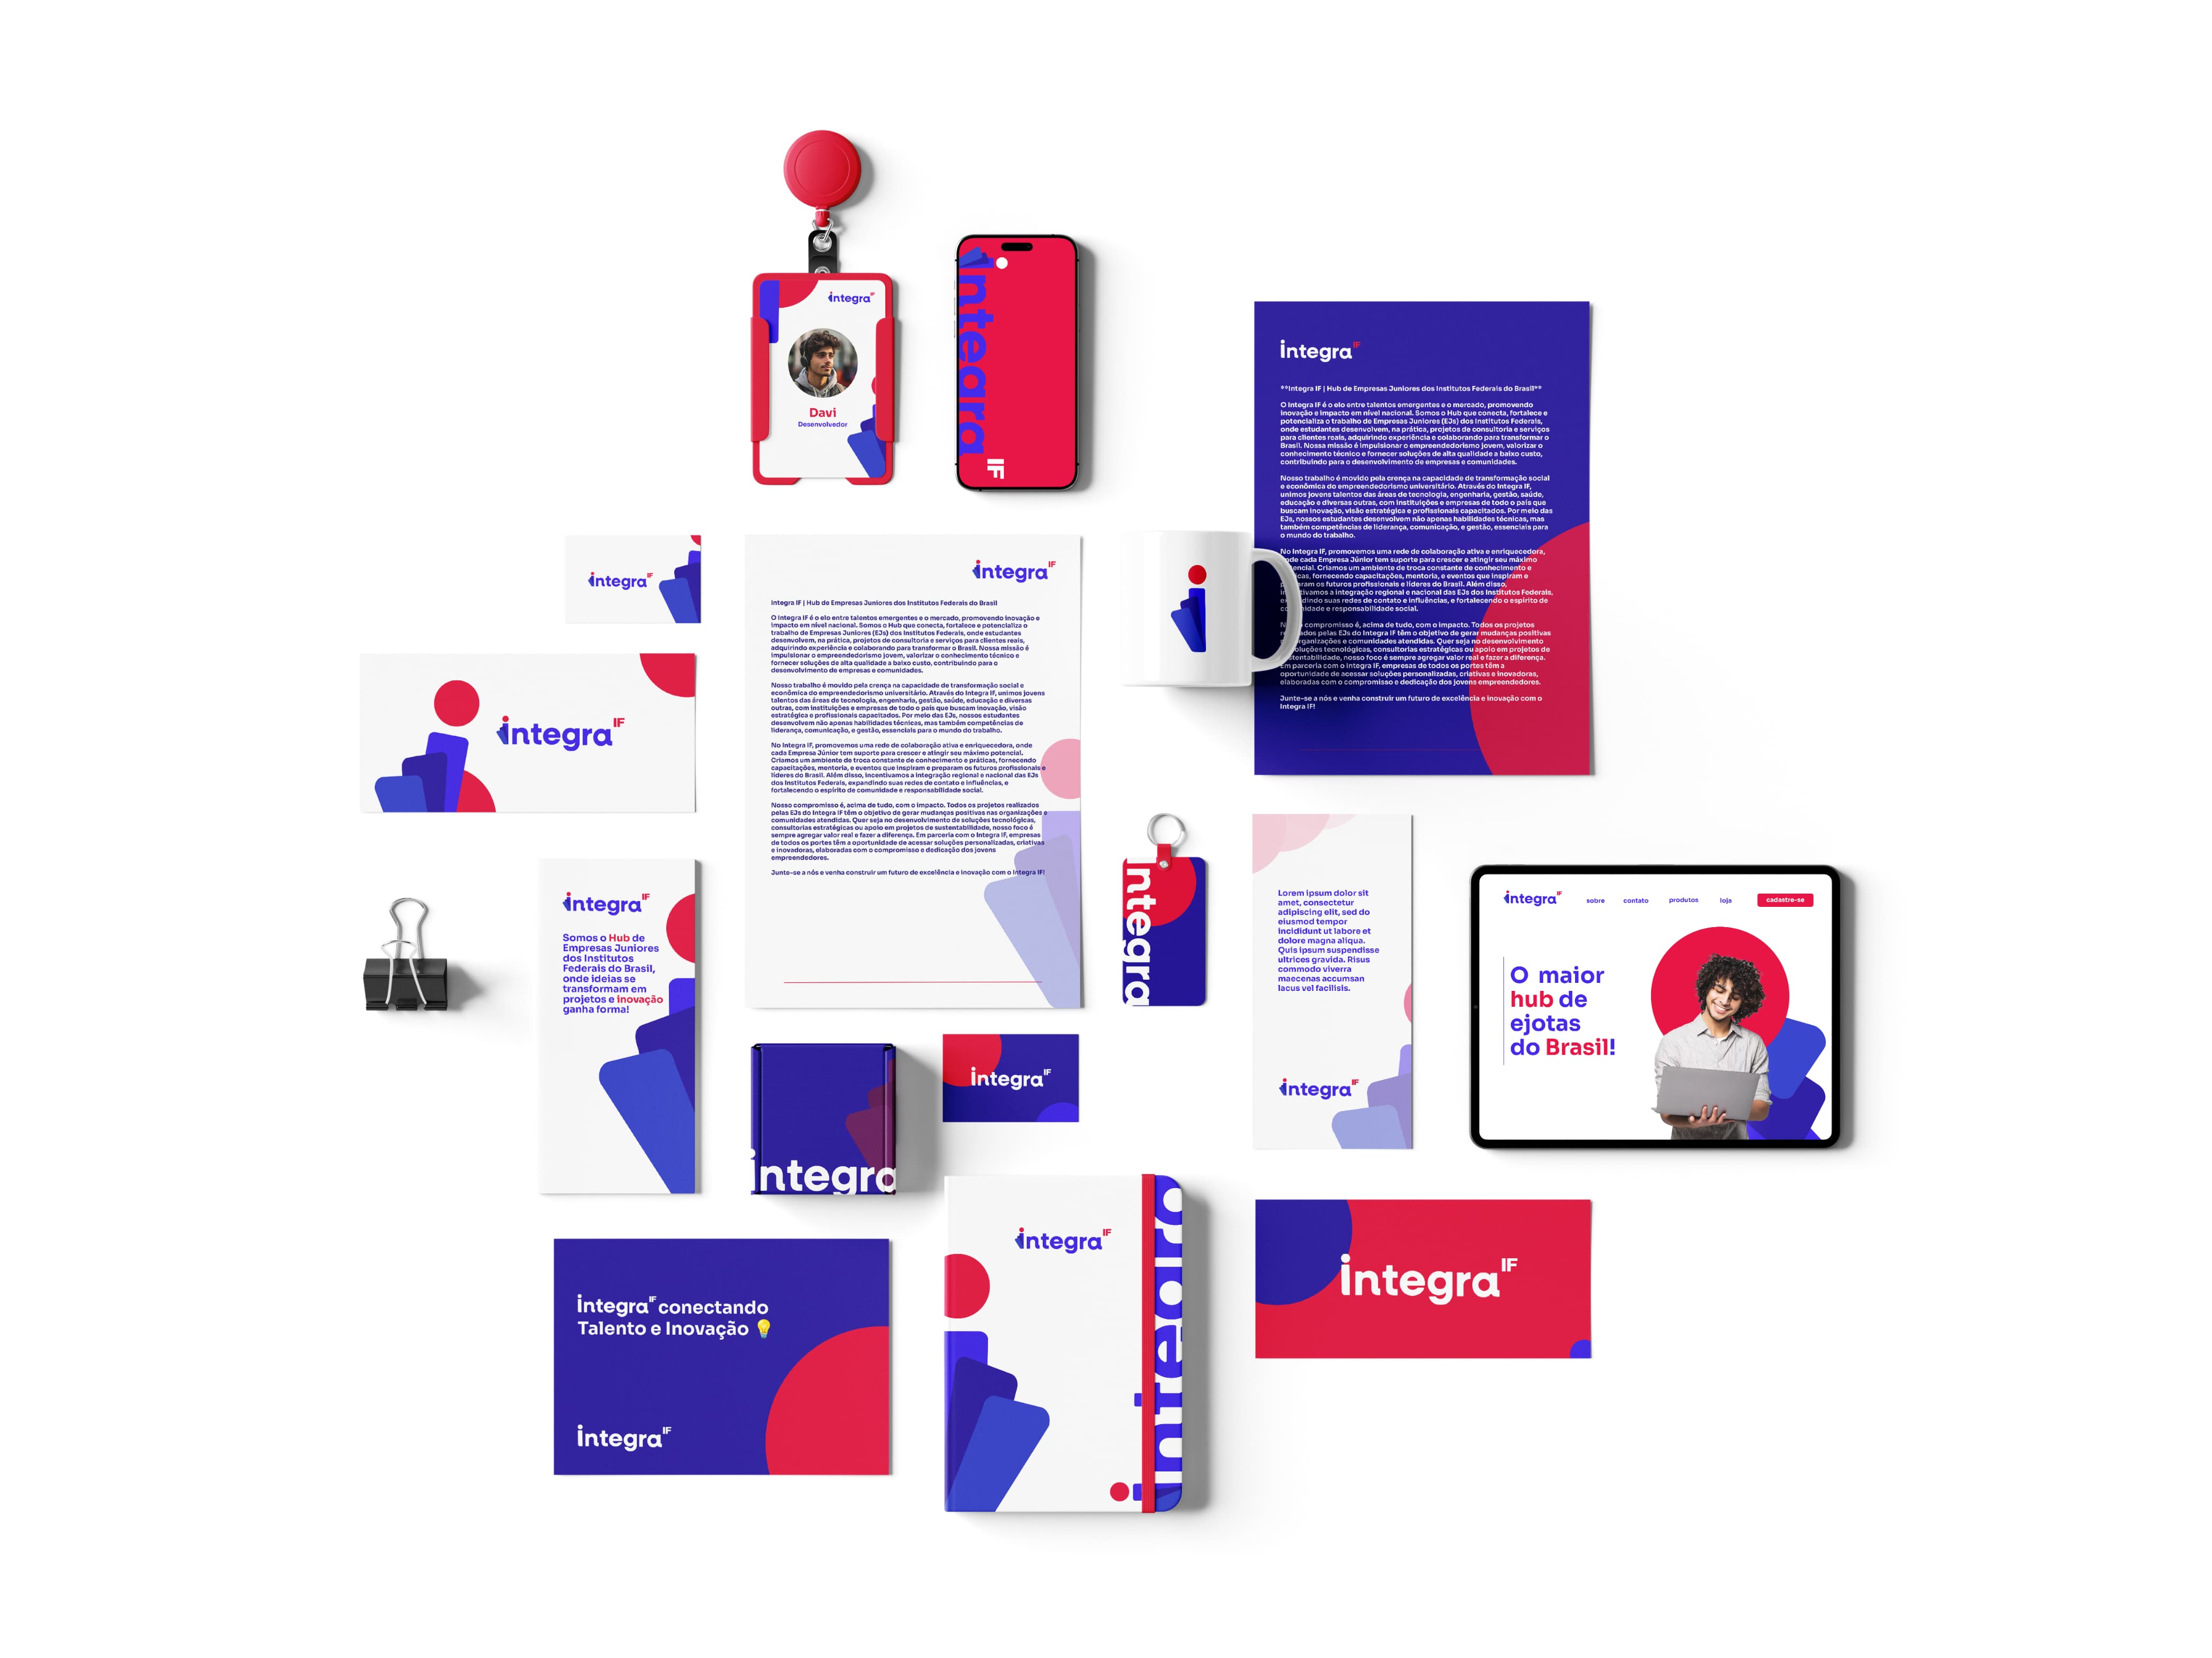 integra IF
Davi
Desenvolvedor
integra IF
integra IF
**Integra IF | Hub de Empresas Juniores dos Institutos Federais do Brasil**
O Integra IF é o elo entre talentos emergentes e o mercado, promovendo
inovação e impacto em nível nacional. Somos o Hub que conecta, fortalece e
potencializa o trabalho de Empresas Juniores (EJs) dos Institutos Federais,
onde estudantes desenvolvem, na prática, projetos de consultoria e serviços
para clientes reais, adquirindo experiência e colaborando para transformar o
Brasil. Nossa missão é impulsionar o empreendedorismo jovem, valorizar o
conhecimento técnico e fornecer soluções de alta qualidade a baixo custo,
contribuindo para o desenvolvimento de empresas e comunidades.
Nosso trabalho é movido pela crença na capacidade de transformação social
e econômica do empreendedorismo universitário. Através do Integra IF,
unimos jovens talentos das áreas de tecnologia, engenharia, gestão, saúde,
educação e diversas outras, com instituições e empresas de todo o país que
buscam inovação, visão estratégica e profissionais capacitados. Por meio das
EJs, nossos estudantes desenvolvem não apenas habilidades técnicas, mas
também competências de liderança, comunicação, e gestão, essenciais para
o mundo do trabalho.
No Integra IF, promovemos uma rede de colaboração ativa e enriquecedora,
onde cada Empresa Júnior tem suporte para crescer e atingir seu máximo
Criamos um ambiente de troca constante de conhecimento e
fornecendo capacitações, mentoria, e eventos que inspiram e
os futuros profissionais e líderes do Brasil. Além disso,
a integração regional e nacional das EJs dos Institutos Federais,
suas redes de contato e influências, e fortalecendo o espírito de
e responsabilidade social.
compromisso é, acima de tudo, com o impacto. Todos os projetos
pelas EJs do Integra IF têm o objetivo de gerar mudanças positivas
organizações e comunidades atendidas. Quer seja no desenvolvimento
soluções tecnológicas, consultorias estratégicas ou apoio em projetos de
sustentabilidade, nosso foco é sempre agregar valor real e fazer a diferença.
Em parceria com o Integra IF, empresas de todos os portes têm a
oportunidade de acessar soluções personalizadas, criativas e inovadoras,
elaboradas com o compromisso e dedicação dos jovens empreendedores.
Junte-se a nós e venha construir um futuro de excelência e inovação com o
Integra IF!
integra IF
integra IF
Integra IF | Hub de Empresas Juniores dos Institutos Federais do Brasil
O Integra IF é o elo entre talentos emergentes e o mercado, promovendo inovação e
impacto em nível nacional. Somos o Hub que conecta, fortalece e potencializa o
trabalho de Empresas Juniores (EJs) dos Institutos Federais, onde estudantes
desenvolvem, na prática, projetos de consultoria e serviços para clientes reais,
adquirindo experiência e colaborando para transformar o Brasil. Nossa missão é
impulsionar o empreendedorismo jovem, valorizar o conhecimento técnico e
fornecer soluções de alta qualidade a baixo custo, contribuindo para o
desenvolvimento de empresas e comunidades.
Nosso trabalho é movido pela crença na capacidade de transformação social e
econômica do empreendedorismo universitário. Através do Integra IF, unimos jovens
talentos das áreas de tecnologia, engenharia, gestão, saúde, educação e diversas
outras, com instituições e empresas de todo o país que buscam inovação, visão
estratégica e profissionais capacitados. Por meio das EJs, nossos estudantes
desenvolvem não apenas habilidades técnicas, mas também competências de
liderança, comunicação, e gestão, essenciais para o mundo do trabalho.
No Integra IF, promovemos uma rede de colaboração ativa e enriquecedora, onde
cada Empresa Júnior tem suporte para crescer e atingir seu máximo potencial.
Criamos um ambiente de troca constante de conhecimento e práticas, fornecendo
capacitações, mentoria, e eventos que inspiram e preparam os futuros profissionais e
líderes do Brasil. Além disso, incentivamos a integração regional e nacional das EJs
dos Institutos Federais, expandindo suas redes de contato e influências, e
fortalecendo o espírito de comunidade e responsabilidade social.
Nosso compromisso é, acima de tudo, com o impacto. Todos os projetos realizados
pelas EJs do Integra IF têm o objetivo de gerar mudanças positivas nas organizações e
comunidades atendidas. Quer seja no desenvolvimento de soluções tecnológicas,
consultorias estratégicas ou apoio em projetos de sustentabilidade, nosso foco é
sempre agregar valor real e fazer a diferença. Em parceria com o Integra IF, empresas
de todos os portes têm a oportunidade de acessar soluções personalizadas, criativas
e inovadoras, elaboradas com o compromisso e dedicação dos jovens
empreendedores.
Junte-se a nós e venha construir um futuro de excelência e inovação com o Integra IF!
integra IF
integra IF
Somos o Hub de
Empresas Juniores
dos Institutos
Federais do Brasil,
onde ideias se
transformam em
projetos e inovação
ganha forma!
integra
Lorem ipsum dolor sit
amet, consectetur
adipiscing elit, sed do
eiusmod tempor
incididunt ut labore et
dolore magna aliqua.
Quis ipsum suspendisse
ultrices gravida. Risus
commodo viverra
maecenas accumsan
lacus vel facilisis.
integra IF
integra IF
sobre contato produtos loja cadastre-se
O maior
hub de
ejotas
do Brasil!
integra
integra IF
integra IF conectando
Talento e Inovação 💡
integra IF
integra IF
integra
integra IF